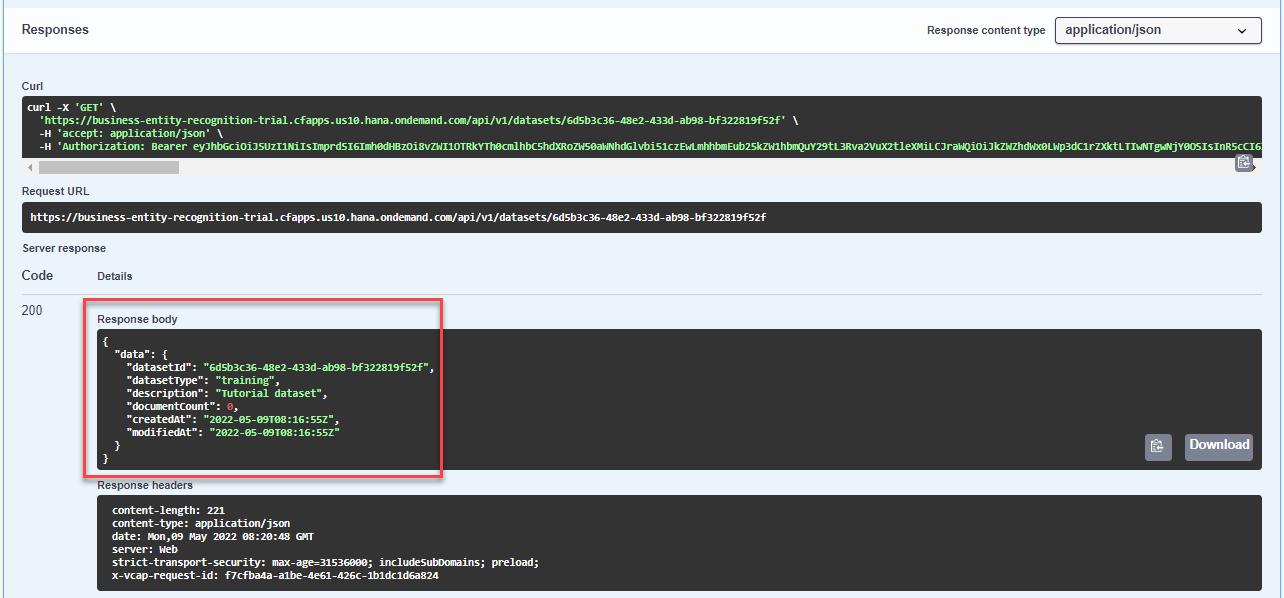 Responses
Response content type
application/json
Curl
curl -X 'GET' \
'https://business-entity-recognition-trial.cfapps.us10.hana.ondemand.com/api/v1/datasets/6d5b3c36-48e2-433d-ab98-bf322819f52f' \
-H 'accept: application/json' \
-H 'Authorization: Bearer
Request URL
https://business-entity-recognition-trial.cfapps.us10.hana.ondemand.com/api/v1/datasets/6d5b3c36-48e2-433d-ab98-bf322819f52f
Server response
Code Details
200
Response body
{
"data": {
"datasetId": "6d5b3c36-48e2-433d-ab98-bf322819f52f",
"datasetType": "training",
"description": "Tutorial dataset",
"documentCount": 0,
"createdAt": "2022-05-09T08:16:55Z",
"modifiedAt": "2022-05-09T08:16:55Z"
}
}
Download
Response headers
content-length: 221
content-type: application/json
date: Mon,09 May 2022 08:20:48 GMT
server: Web
strict-transport-security: max-age=31536000; includeSubDomains; preload;
x-vcap-request-id: f7cfba4a-a1be-4e61-426c-1b1dc1d6a824